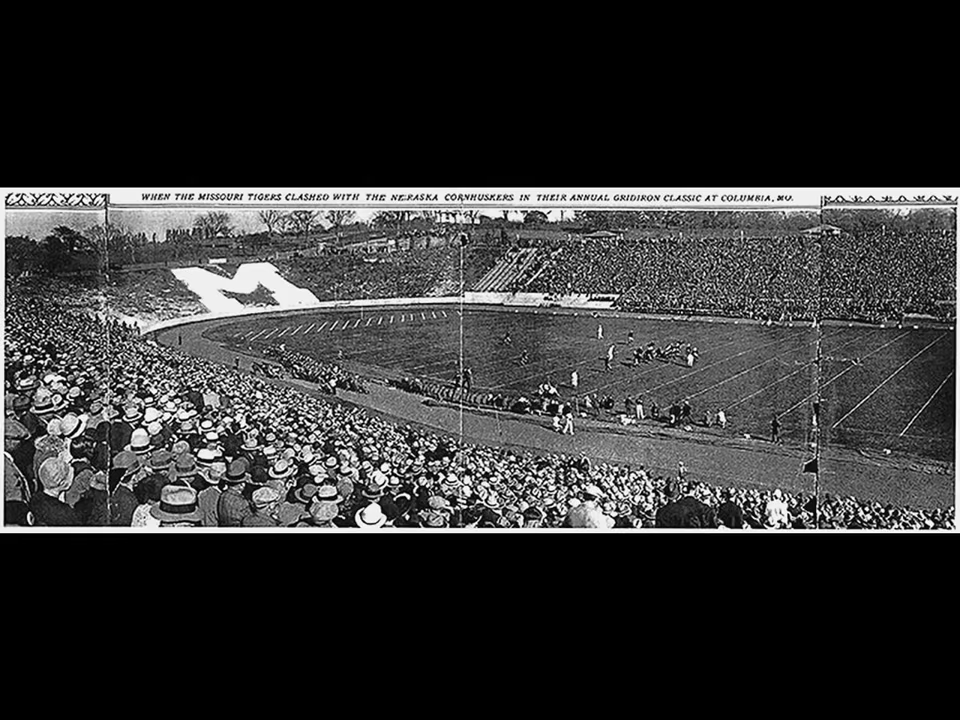 WHEN THE MISSOURI TIGERS CLASHED WITH THE NEBRASKA CORNHUSKERS IN THEIR ANNUAL GRIDIRON CLASSIC AT COLUMBIA, MO.
M